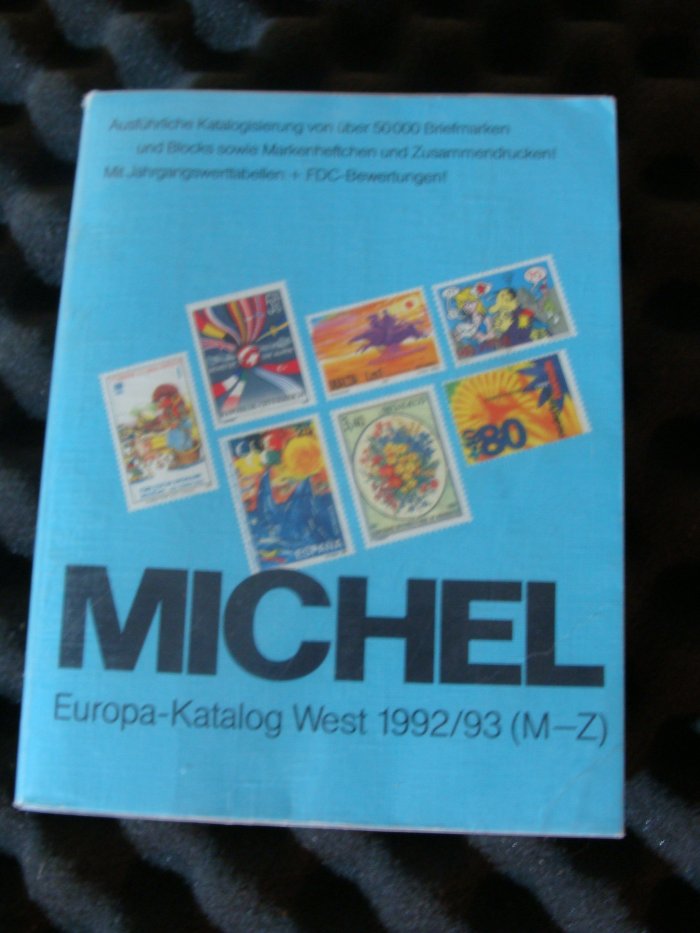 Ausführliche Katalogisierung von über 50000 Briefmarken
und Blocks sowie Markenheftchen und Zusammendrucken!
Mit Jahrgangswerttabellen + FDC-Bewertungen!
MONACO
80
ESPAÑA
MICHEL
Europa-Katalog West 1992/93 (M–Z)